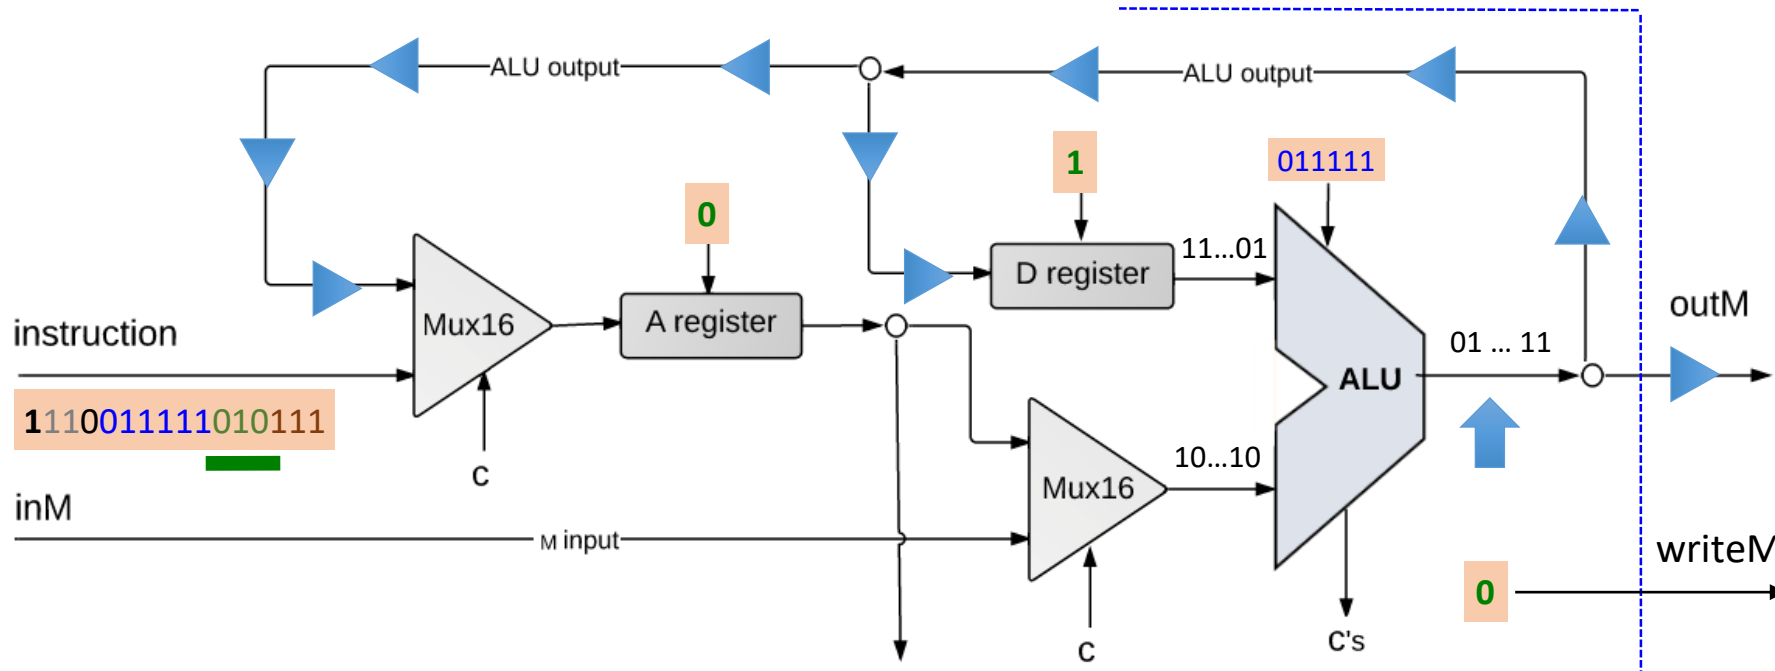 ALU output
ALU output
1
011111
0
11...01
D register
A register
Mux16
outM
instruction
01 ... 11
ALU
1110011111010111
c
10...10
Mux16
inM
M input
writeM
0
c's
c